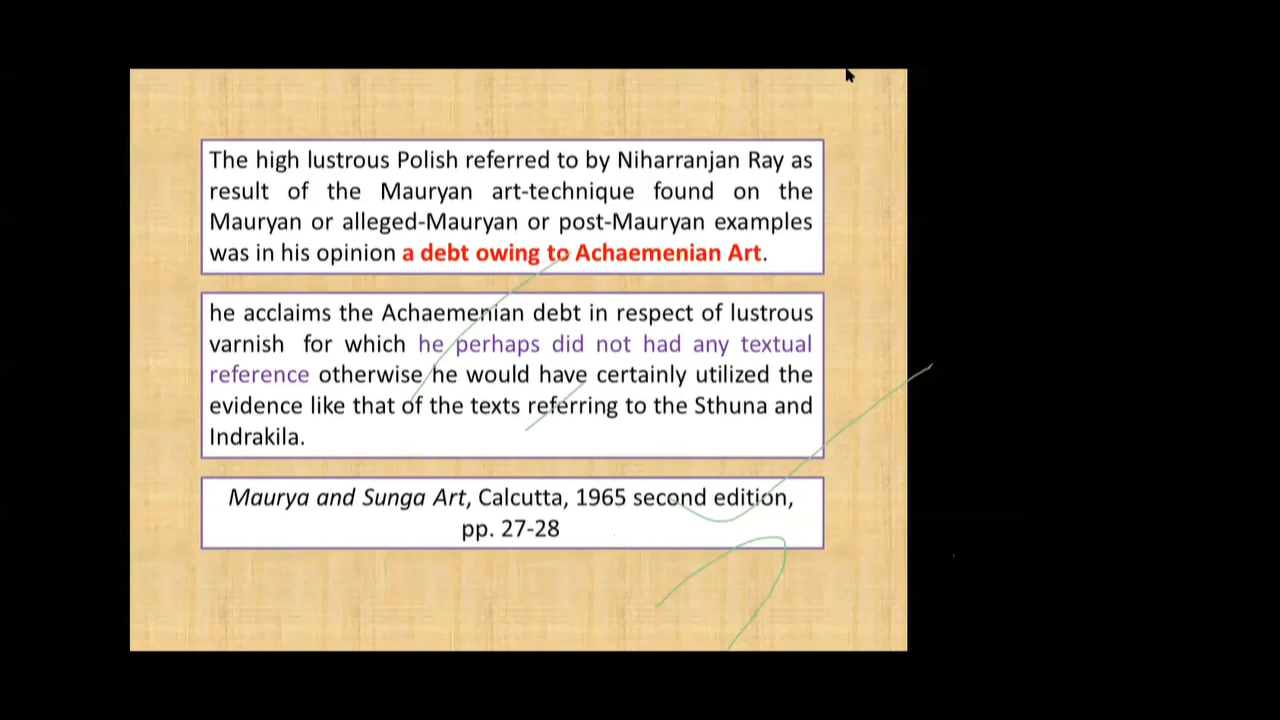 The high lustrous Polish referred to by Niharranjan Ray as
result of the Mauryan art-technique found on the
Mauryan or alleged-Mauryan or post-Mauryan examples
was in his opinion a debt owing to Achaemenian Art.
he acclaims the Achaemenian debt in respect of lustrous
varnish for which he perhaps did not had any textual
reference otherwise he would have certainly utilized the
evidence like that of the texts referring to the Sthuna and
Indrakila.
Maurya and Sunga Art, Calcutta, 1965 second edition,
pp. 27-28